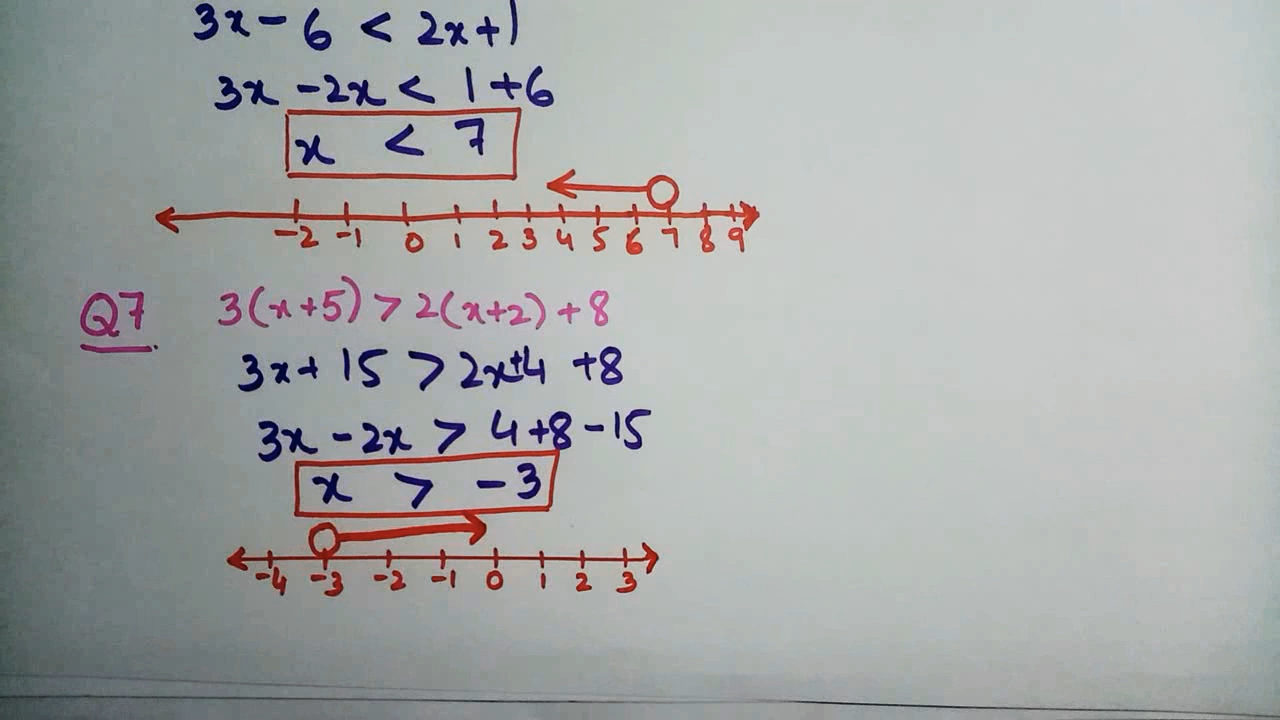 3x - 6 < 2x+1
3x - 2x < 1 + 6
x < 7
-2 -1 0 1 2 3 4 5 6 7 8 9
Q7 3(x+5) > 2(x+2) + 8
3x + 15 > 2x+4 +8
3x - 2x > 4+8-15
x > -3
-4 -3 -2 -1 0 1 2 3